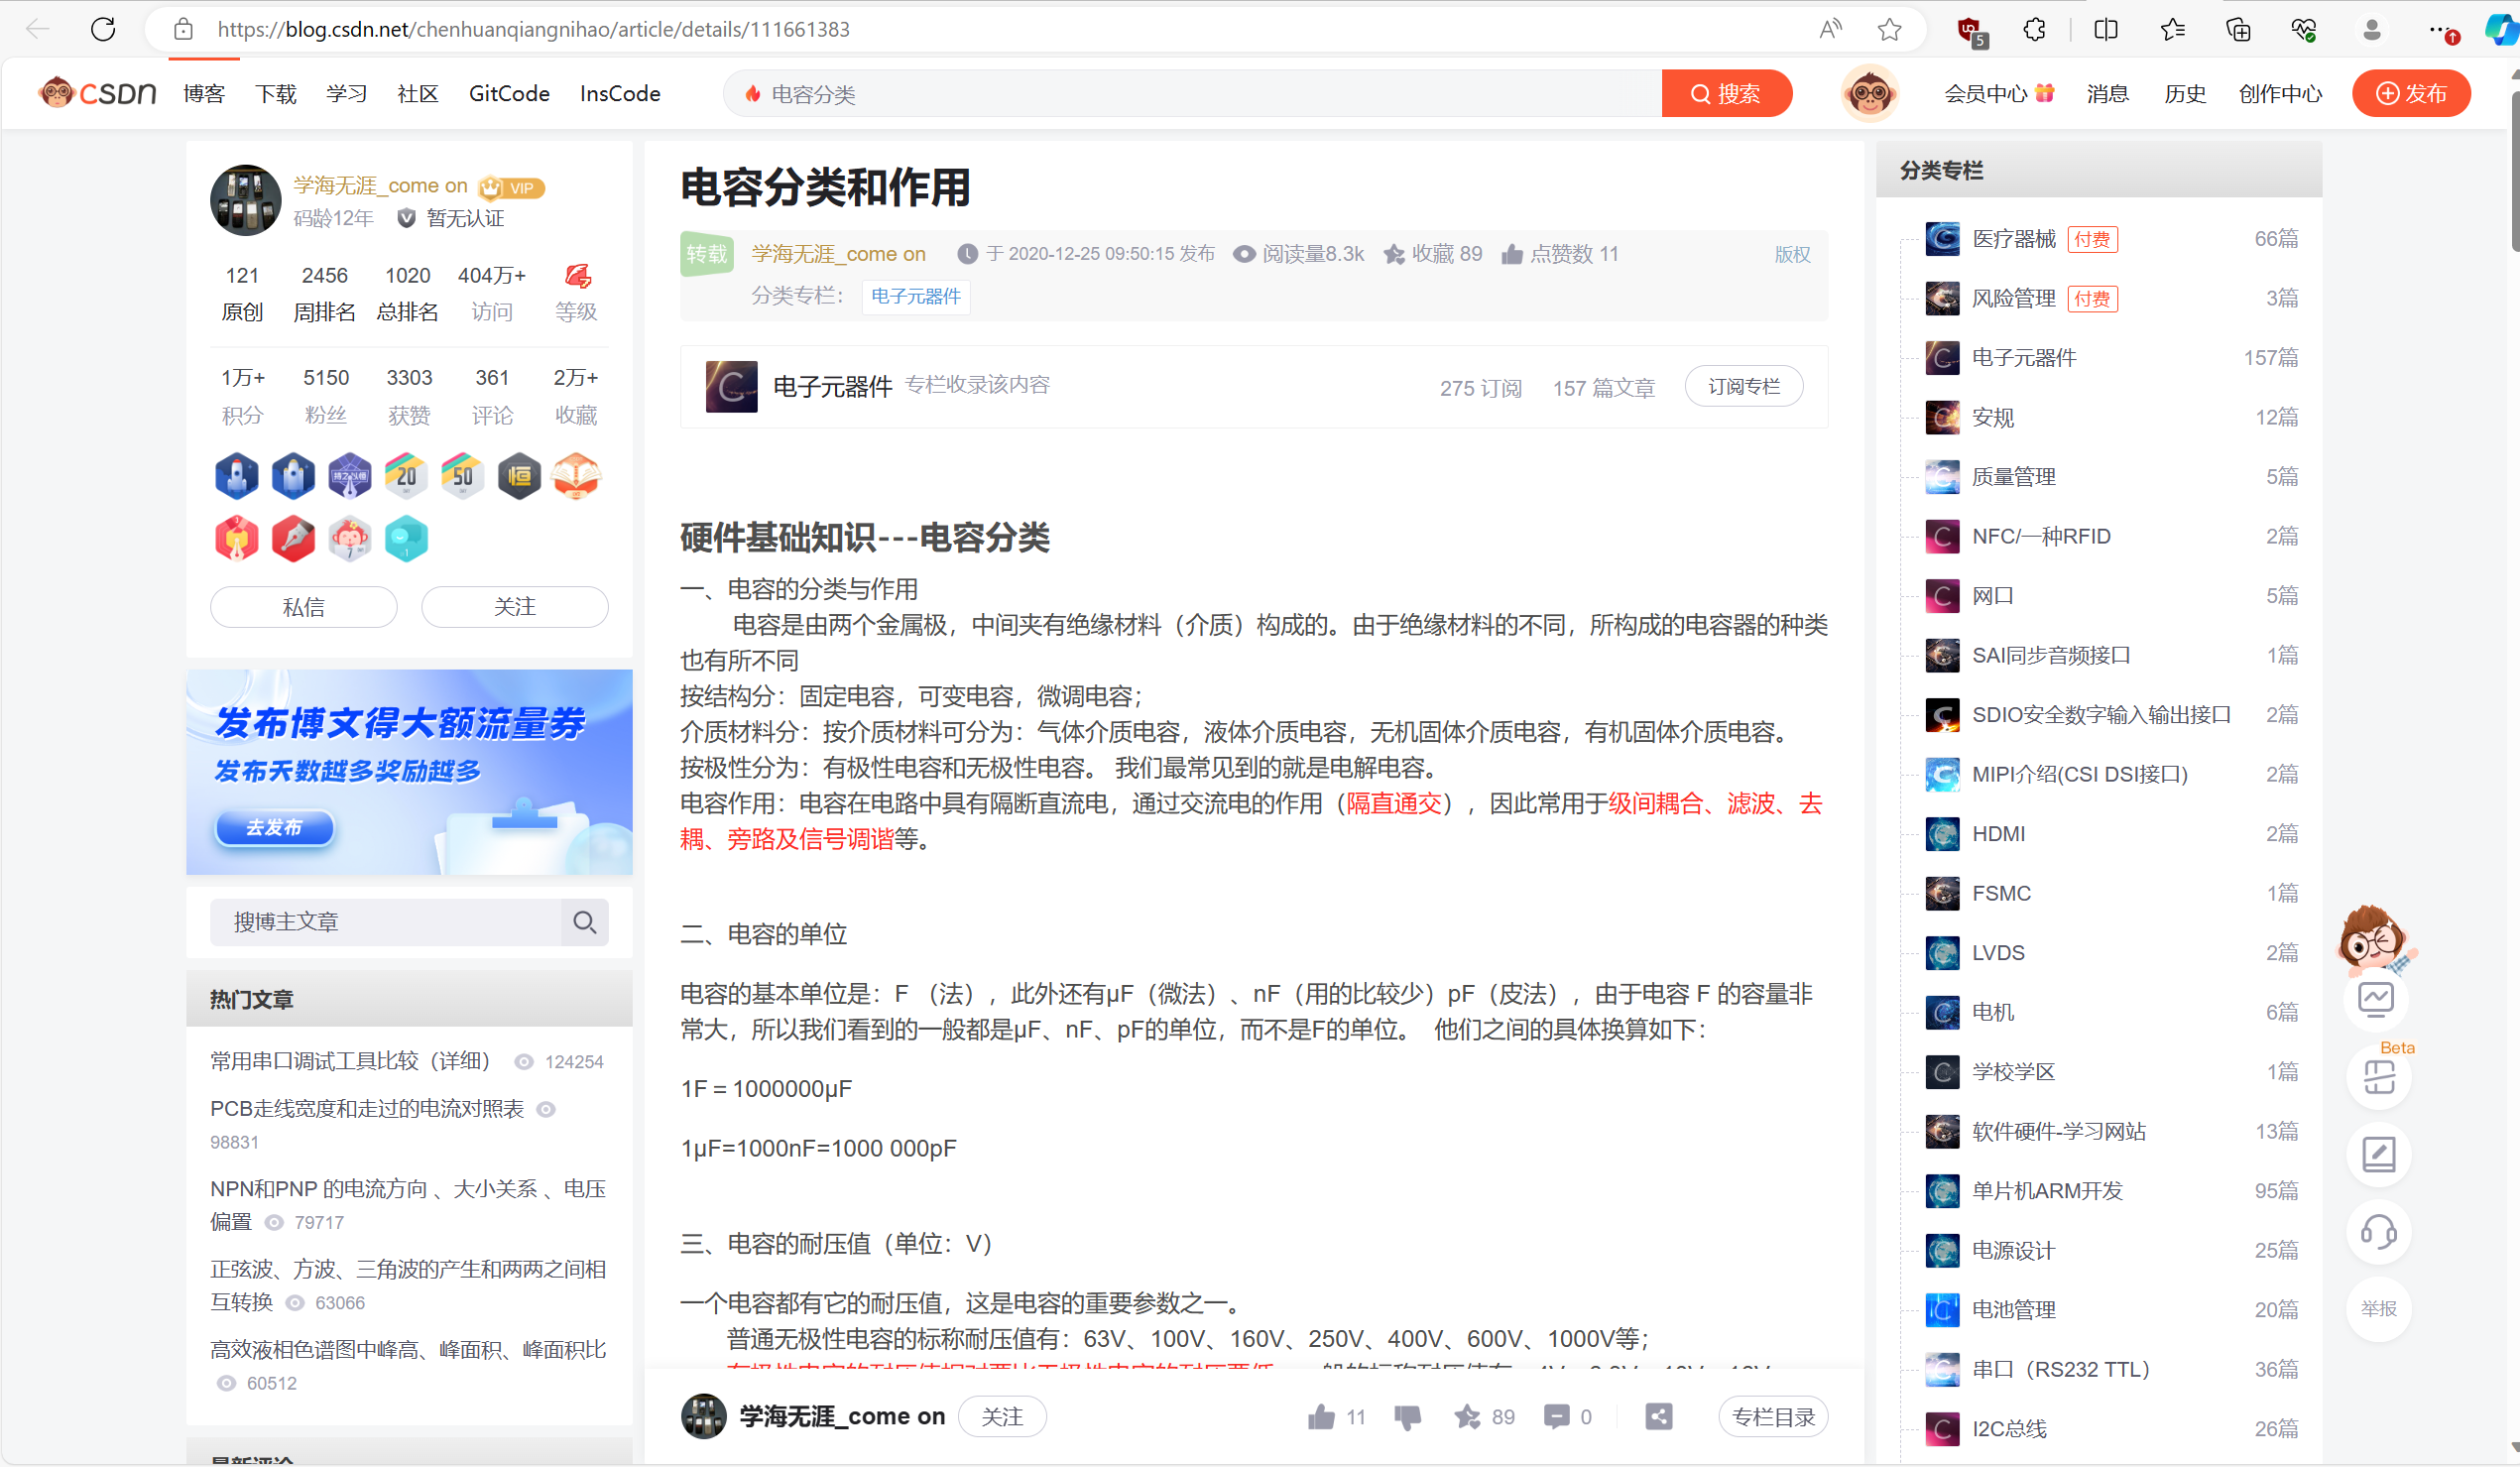 https://blog.csdn.net/chenhuanqiangnihao/article/details/111661383
5
CSDN 博客 下载 学习 社区 GitCode InsCode 电容分类 搜索 会员中心 消息 历史 创作中心 发布
学海无涯_come on VIP
码龄12年 暂无认证
121 2456 1020 404万+
原创 周排名 总排名 访问 等级
1万+ 5150 3303 361 2万+
积分 粉丝 获赞 评论 收藏
持之以恒 20 50 恒
私信 关注
发布博文得大额流量券
发布天数越多奖励越多
去发布
搜博主文章
热门文章
常用串口调试工具比较（详细） 124254
PCB走线宽度和走过的电流对照表
98831
NPN和PNP 的电流方向 、大小关系 、电压
偏置 79717
正弦波、方波、三角波的产生和两两之间相
互转换 63066
高效液相色谱图中峰高、峰面积、峰面积比
60512
最新评论
电容分类和作用
转载 学海无涯_come on 于 2020-12-25 09:50:15 发布 阅读量8.3k 收藏 89 点赞数 11 版权
分类专栏： 电子元器件
电子元器件 专栏收录该内容 275 订阅 157 篇文章 订阅专栏
硬件基础知识---电容分类
一、电容的分类与作用
电容是由两个金属极，中间夹有绝缘材料（介质）构成的。由于绝缘材料的不同，所构成的电容器的种类
也有所不同
按结构分：固定电容，可变电容，微调电容；
介质材料分：按介质材料可分为：气体介质电容，液体介质电容，无机固体介质电容，有机固体介质电容。
按极性分为：有极性电容和无极性电容。 我们最常见到的就是电解电容。
电容作用：电容在电路中具有隔断直流电，通过交流电的作用（隔直通交），因此常用于级间耦合、滤波、去
耦、旁路及信号调谐等。
二、电容的单位
电容的基本单位是：F （法），此外还有μF（微法）、nF（用的比较少）pF（皮法），由于电容 F 的容量非
常大，所以我们看到的一般都是μF、nF、pF的单位，而不是F的单位。 他们之间的具体换算如下：
1F＝1000000μF
1μF=1000nF=1000 000pF
三、电容的耐压值（单位：V）
一个电容都有它的耐压值，这是电容的重要参数之一。
普通无极性电容的标称耐压值有：63V、100V、160V、250V、400V、600V、1000V等；
学海无涯_come on 关注 11 89 0 专栏目录
分类专栏
医疗器械 付费 66篇
风险管理 付费 3篇
电子元器件 157篇
安规 12篇
质量管理 5篇
NFC/一种RFID 2篇
网口 5篇
SAI同步音频接口 1篇
SDIO安全数字输入输出接口 2篇
MIPI介绍(CSI DSI接口) 2篇
HDMI 2篇
FSMC 1篇
LVDS 2篇
电机 6篇
学校学区 1篇
软件硬件-学习网站 13篇
单片机ARM开发 95篇
电源设计 25篇
电池管理 20篇
串口（RS232 TTL） 36篇
I2C总线 26篇
Beta
举报